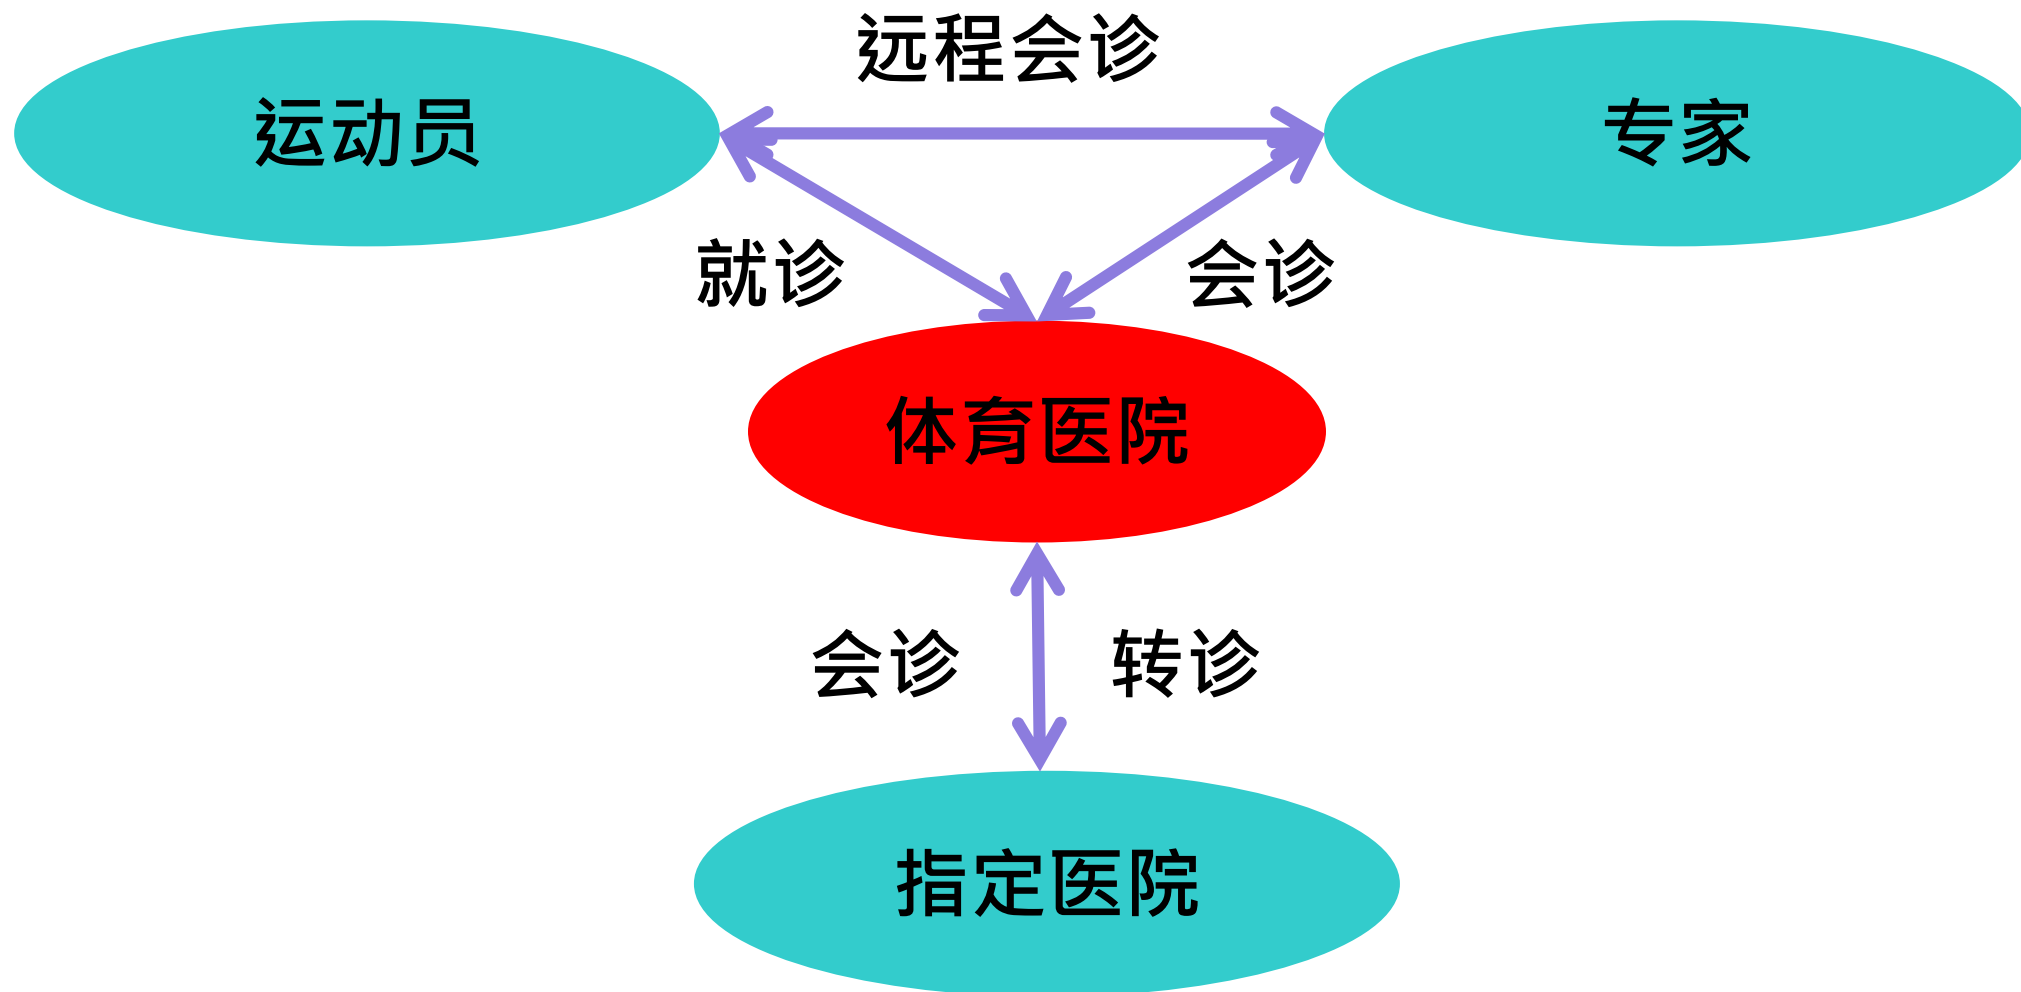 远程会诊
运动员
专家
就诊
会诊
体育医院
会诊
转诊
指定医院